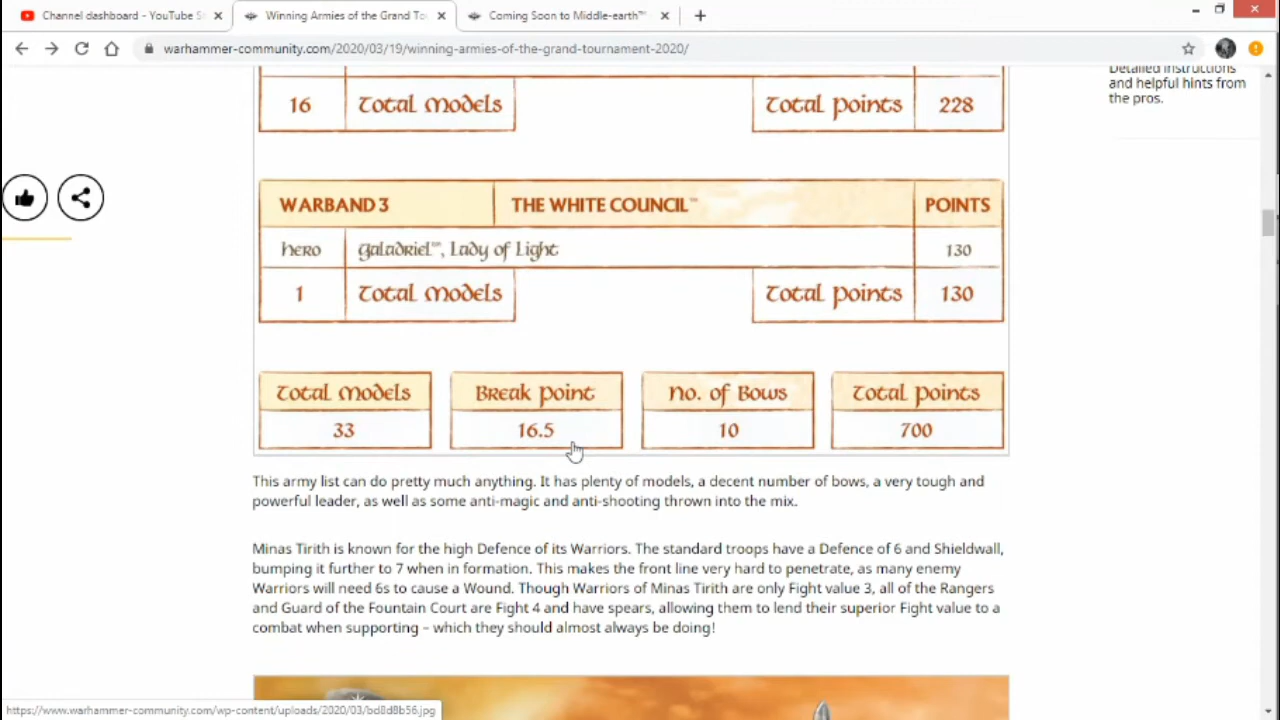 Channel dashboard - YouTube S
Winning Armies of the Grand To
Coming Soon to Middle-earth™
warhammer-community.com/2020/03/19/winning-armies-of-the-grand-tournament-2020/
Detailed instructions
and helpful hints from
the pros.
16 Total Models Total Points 228
WARBAND 3 THE WHITE COUNCIL™ POINTS
Hero Galadriel™, Lady of Light 130
1 Total Models Total Points 130
Total Models Break Point No. of Bows Total Points
33 16.5 10 700
This army list can do pretty much anything. It has plenty of models, a decent number of bows, a very tough and
powerful leader, as well as some anti-magic and anti-shooting thrown into the mix.
Minas Tirith is known for the high Defence of its Warriors. The standard troops have a Defence of 6 and Shieldwall,
bumping it further to 7 when in formation. This makes the front line very hard to penetrate, as many enemy
Warriors will need 6s to cause a Wound. Though Warriors of Minas Tirith are only Fight value 3, all of the Rangers
and Guard of the Fountain Court are Fight 4 and have spears, allowing them to lend their superior Fight value to a
combat when supporting – which they should almost always be doing!
https://www.warhammer-community.com/wp-content/uploads/2020/03/bd8d8b56.jpg